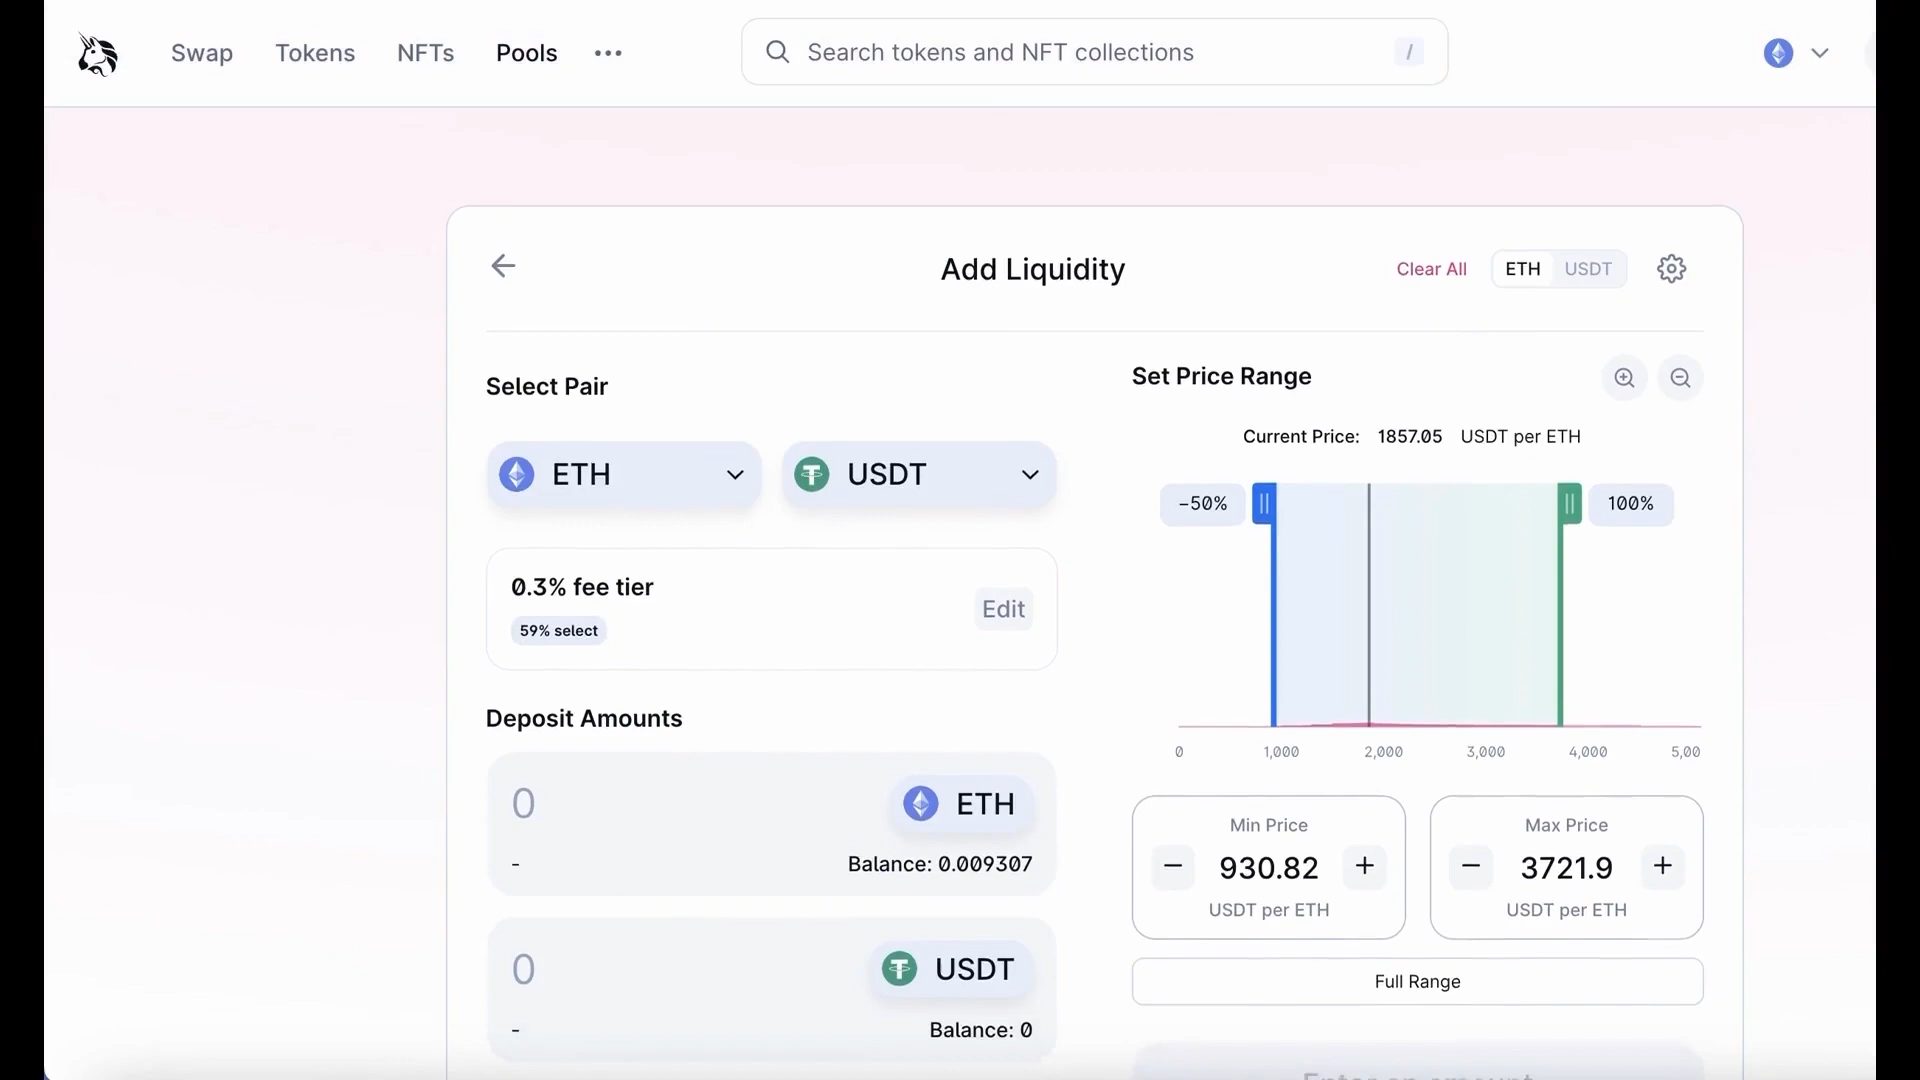 Swap Tokens NFTs Pools ••• Search tokens and NFT collections /
Add Liquidity
Clear All ETH USDT
Select Pair
ETH USDT
0.3% fee tier
59% select
Edit
Deposit Amounts
0 ETH
- Balance: 0.009307
0 USDT
- Balance: 0
Set Price Range
Current Price: 1857.05 USDT per ETH
-50% 100%
0 1,000 2,000 3,000 4,000 5,00
Min Price
− 930.82 +
USDT per ETH
Max Price
− 3721.9 +
USDT per ETH
Full Range
Enter an amount